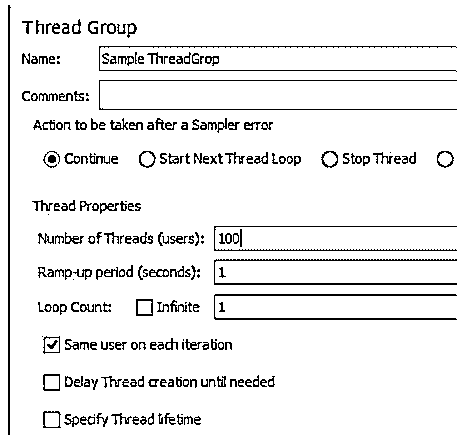 Thread Group
Name: Sample ThreadGrop
Comments:
Action to be taken after a Sampler error
Continue Start Next Thread Loop Stop Thread
Thread Properties
Number of Threads (users): 100
Ramp-up period (seconds): 1
Loop Count: Infinite 1
Same user on each iteration
Delay Thread creation until needed
Specify Thread lifetime